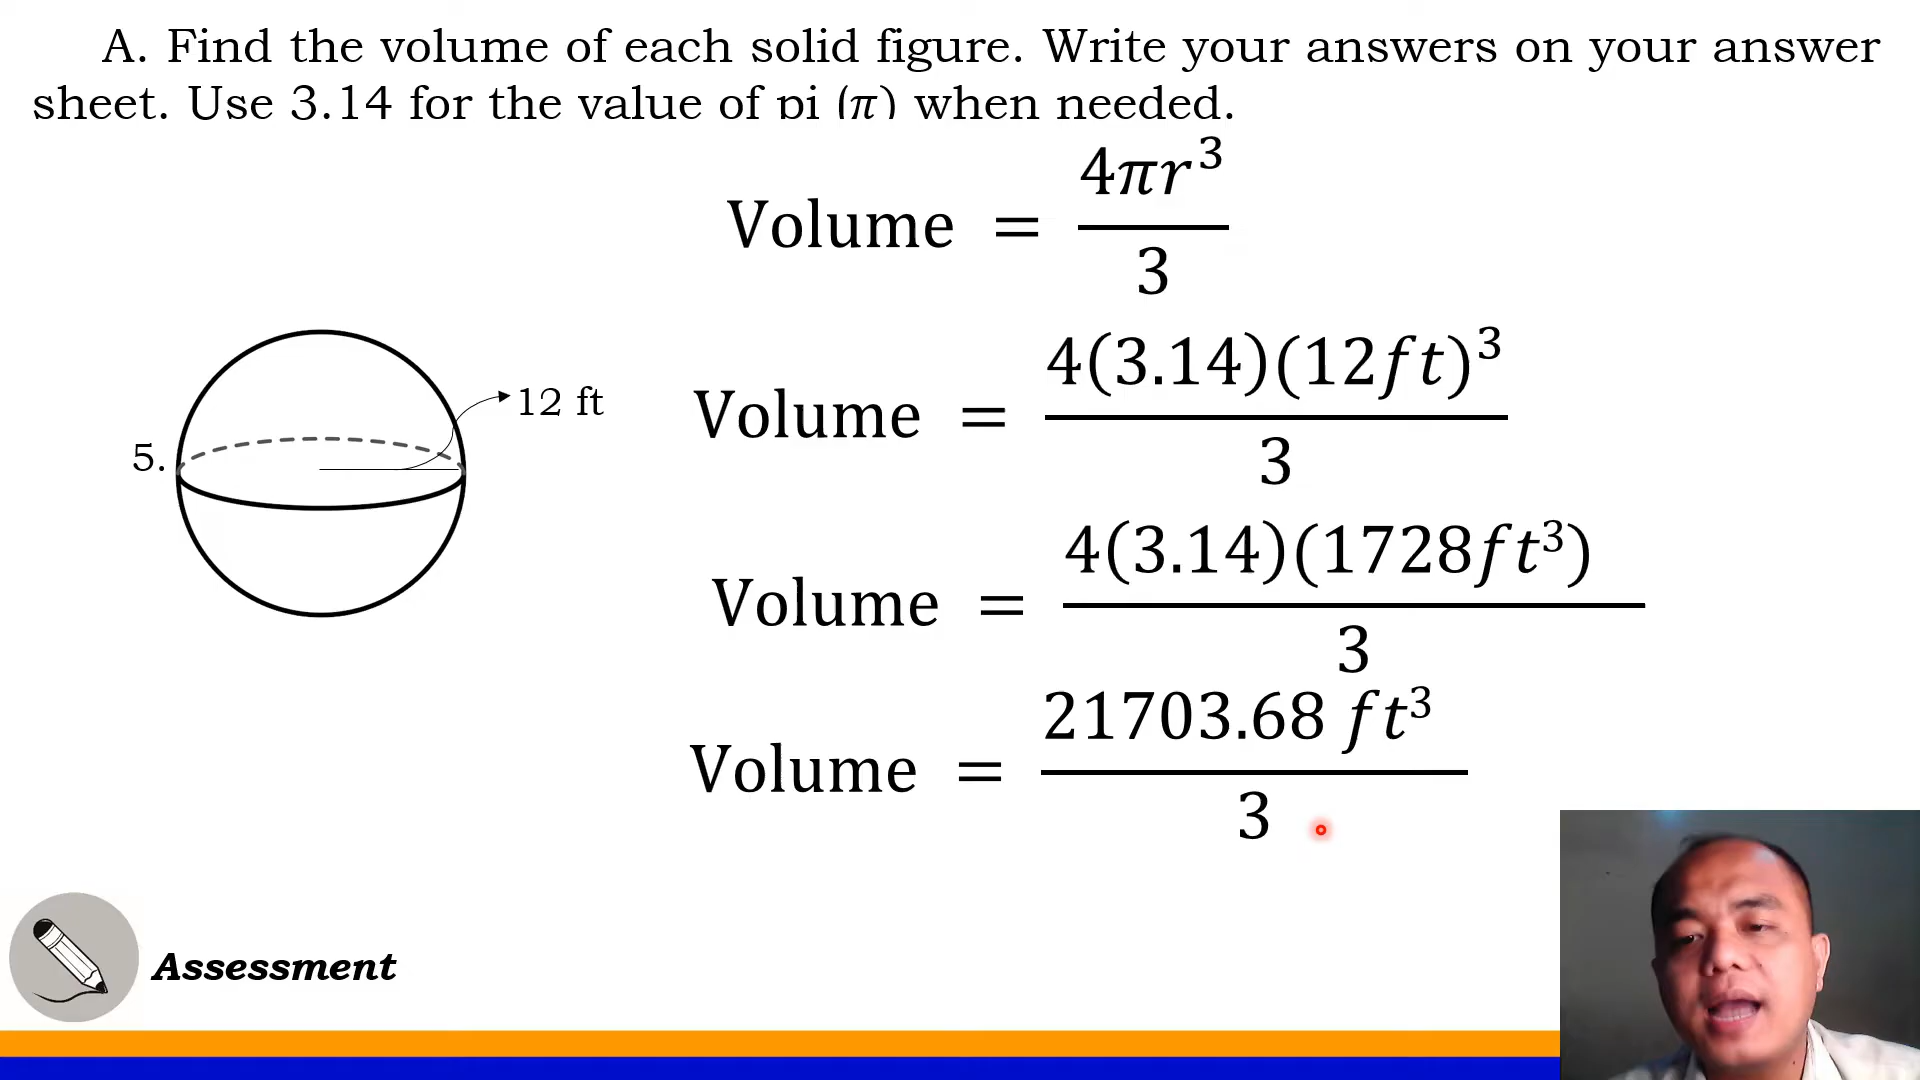 A. Find the volume of each solid figure. Write your answers on your answer
sheet. Use 3.14 for the value of pi (π) when needed.
Volume = 4πr³/3
12 ft
5.
Volume = 4(3.14)(12ft)³/3
Volume = 4(3.14)(1728ft³)/3
Volume = 21703.68 ft³/3
Assessment